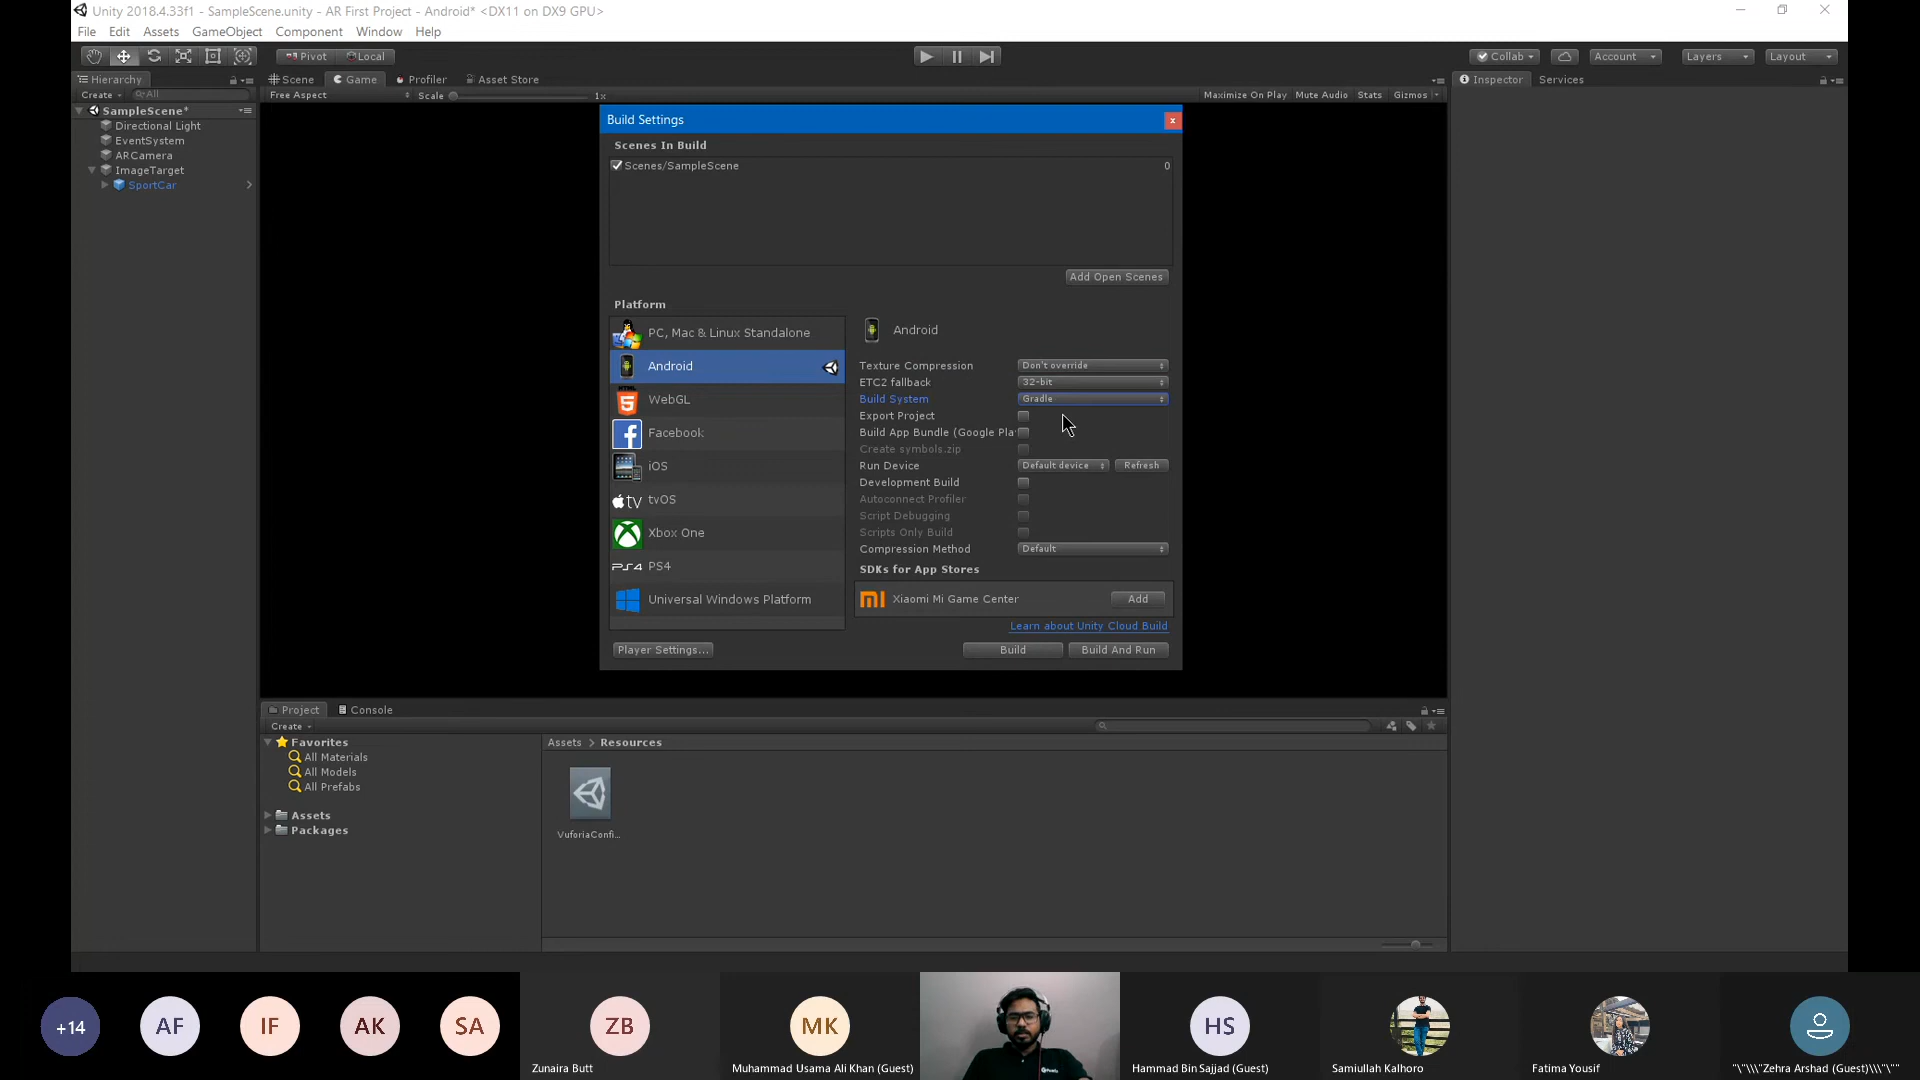 Unity 2018.4.33f1 - SampleScene.unity - AR First Project - Android* <DX11 on DX9 GPU>
File Edit Assets GameObject Component Window Help
Pivot Local Collab Account Layers Layout
Hierarchy Scene Game Profiler Asset Store Inspector Services
Create All Free Aspect Scale 1x Maximize On Play Mute Audio Stats Gizmos
SampleScene*
Directional Light
EventSystem
ARCamera
ImageTarget
SportCar
Build Settings
Scenes In Build
Scenes/SampleScene 0
Add Open Scenes
Platform
PC, Mac & Linux Standalone
Android
HTML
5
WebGL
Facebook
iOS
tv
tvOS
Xbox One
PS4
PS4
Universal Windows Platform
Android
Texture Compression Don't override
ETC2 fallback 32-bit
Build System Gradle
Export Project
Build App Bundle (Google Pla
Create symbols.zip
Run Device Default device Refresh
Development Build
Autoconnect Profiler
Script Debugging
Scripts Only Build
Compression Method Default
SDKs for App Stores
Xiaomi Mi Game Center Add
Learn about Unity Cloud Build
Player Settings... Build Build And Run
Project Console
Create
Favorites
All Materials
All Models
All Prefabs
Assets
Packages
Assets > Resources
VuforiaConfi...
+14 AF IF AK SA ZB MK HS
Zunaira Butt Muhammad Usama Ali Khan (Guest) Hammad Bin Sajjad (Guest) Samiullah Kalhoro Fatima Yousif "\"\\\"Zehra Arshad (Guest)\\\"\""